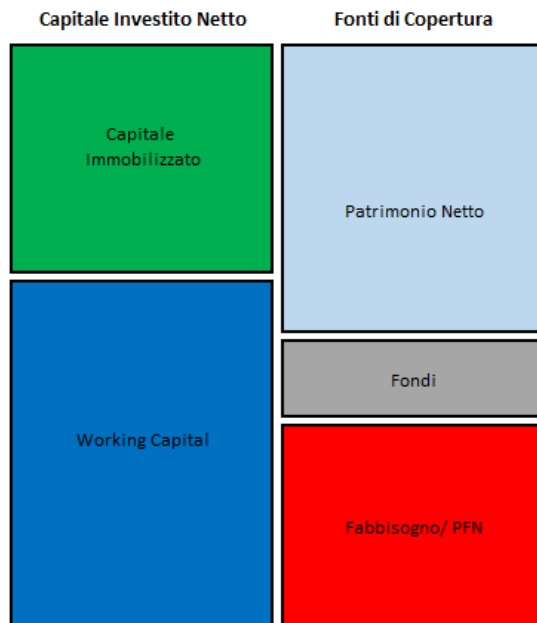 Capitale Investito Netto
Fonti di Copertura
Capitale
Immobilizzato
Patrimonio Netto
Fondi
Working Capital
Fabbisogno/ PFN